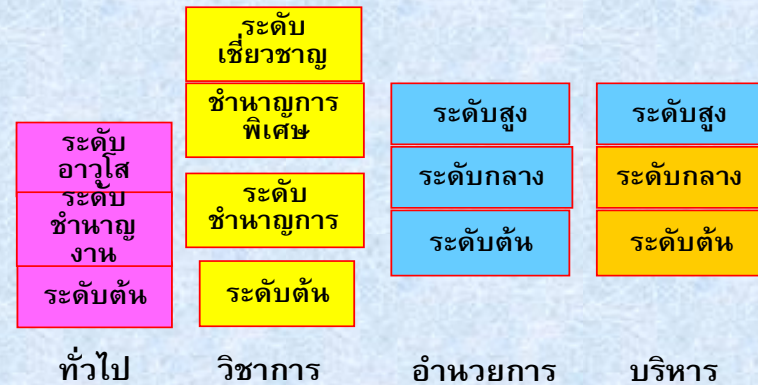 ระดับ
อาวุโส
ระดับ
ชำนาญ
งาน
ระดับต้น
ทั่วไป
ระดับ
เชี่ยวชาญ
ชำนาญการ
พิเศษ
ระดับ
ชำนาญการ
ระดับต้น
วิชาการ
ระดับสูง
ระดับกลาง
ระดับต้น
อำนวยการ
ระดับสูง
ระดับกลาง
ระดับต้น
บริหาร